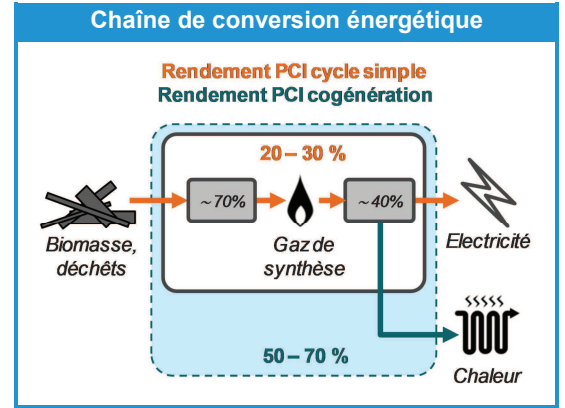 Chaîne de conversion énergétique
Rendement PCI cycle simple
Rendement PCI cogénération
20 – 30 %
~70%
~40%
Biomasse,
déchêts
Gaz de
synthèse
Electricité
50 – 70 %
Chaleur